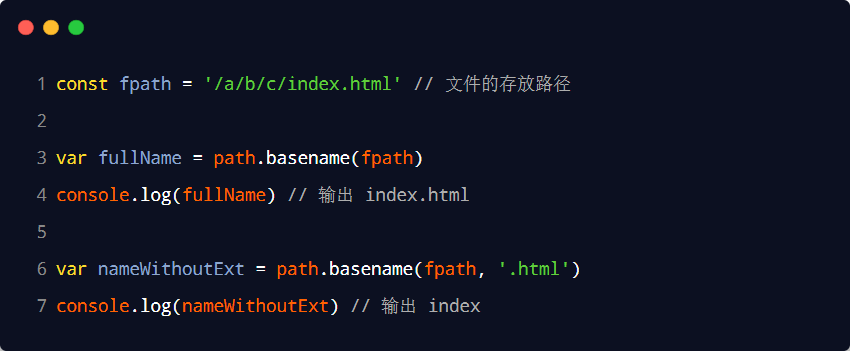 1 const fpath = '/a/b/c/index.html' // 文件的存放路径
2
3 var fullName = path.basename(fpath)
4 console.log(fullName) // 输出 index.html
5
6 var nameWithoutExt = path.basename(fpath, '.html')
7 console.log(nameWithoutExt) // 输出 index